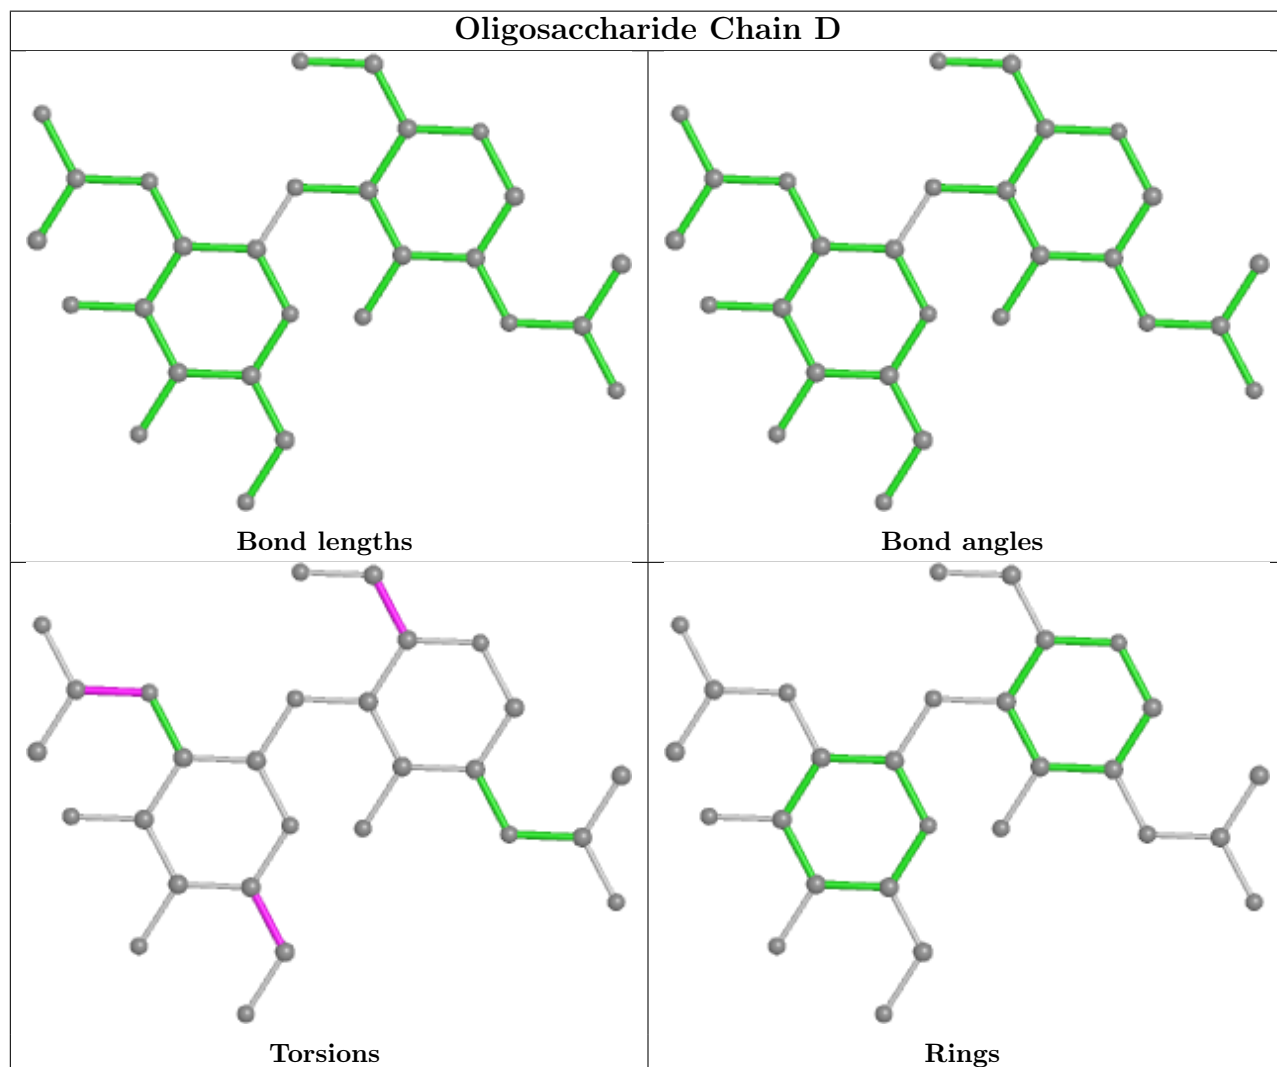 Oligosaccharide Chain D
Bond lengths
Bond angles
Torsions
Rings